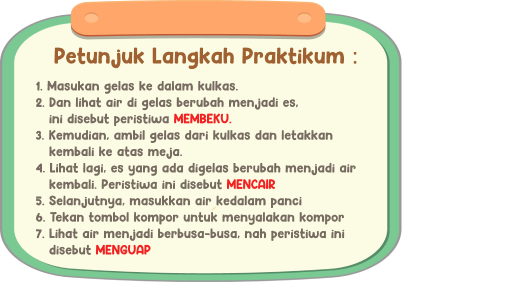 Petunjuk Langkah Praktikum :
1. Masukan gelas ke dalam kulkas.
2. Dan lihat air di gelas berubah menjadi es,
ini disebut peristiwa MEMBEKU.
3. Kemudian, ambil gelas dari kulkas dan letakkan
kembali ke atas meja.
4. Lihat lagi, es yang ada digelas berubah menjadi air
kembali. Peristiwa ini disebut MENCAIR
5. Selanjutnya, masukkan air kedalam panci
6. Tekan tombol kompor untuk menyalakan kompor
7. Lihat air menjadi berbusa-busa, nah peristiwa ini
disebut MENGUAP